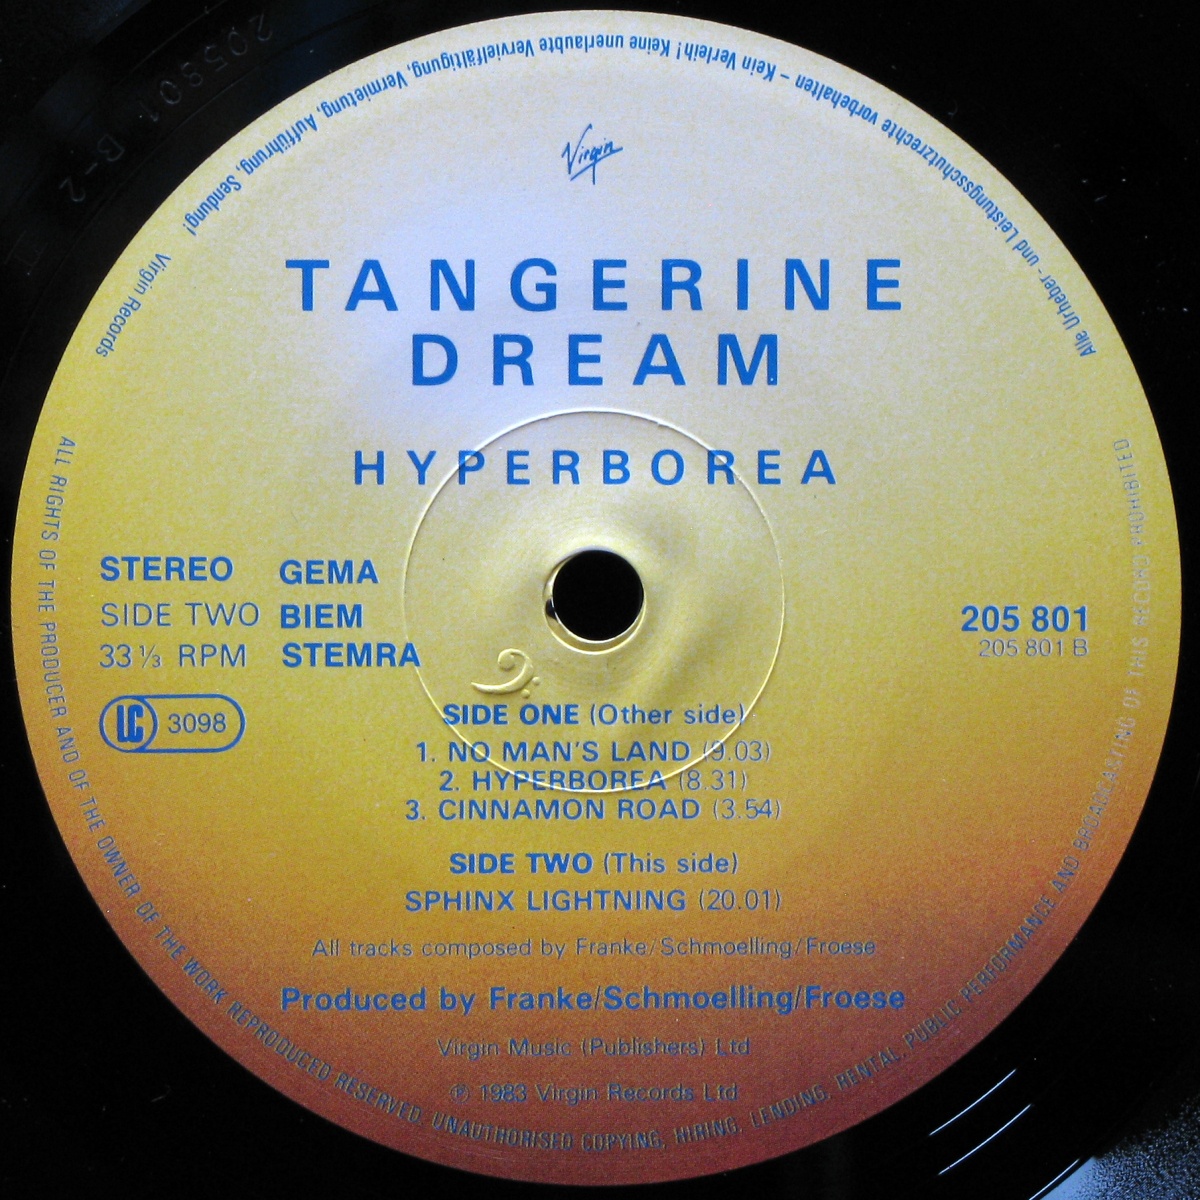 Virgin
TANGERINE
DREAM
HYPERBOREA
STEREO GEMA
SIDE TWO BIEM
33 ⅓ RPM STEMRA
LC 3098
205 801
205 801 B
SIDE ONE (Other side)
1. NO MAN'S LAND (9.03)
2. HYPERBOREA (8.31)
3. CINNAMON ROAD (3.54)
SIDE TWO (This side)
SPHINX LIGHTNING (20.01)
All tracks composed by Franke/Schmoelling/Froese
Produced by Franke/Schmoelling/Froese
Virgin Music (Publishers) Ltd
℗ 1983 Virgin Records Ltd
ALL RIGHTS OF THE PRODUCER AND OF THE OWNER OF THE WORK REPRODUCED RESERVED. UNAUTHORISED COPYING, HIRING, LENDING, RENTAL, PUBLIC PERFORMANCE AND BROADCASTING OF THIS RECORD PROHIBITED
Alle Urheber- und Leistungsschutzrechte vorbehalten – Kein Verleih! Keine unerlaubte Vervielfältigung, Vermietung, Aufführung, Sendung!
Virgin Records
205801 B-2